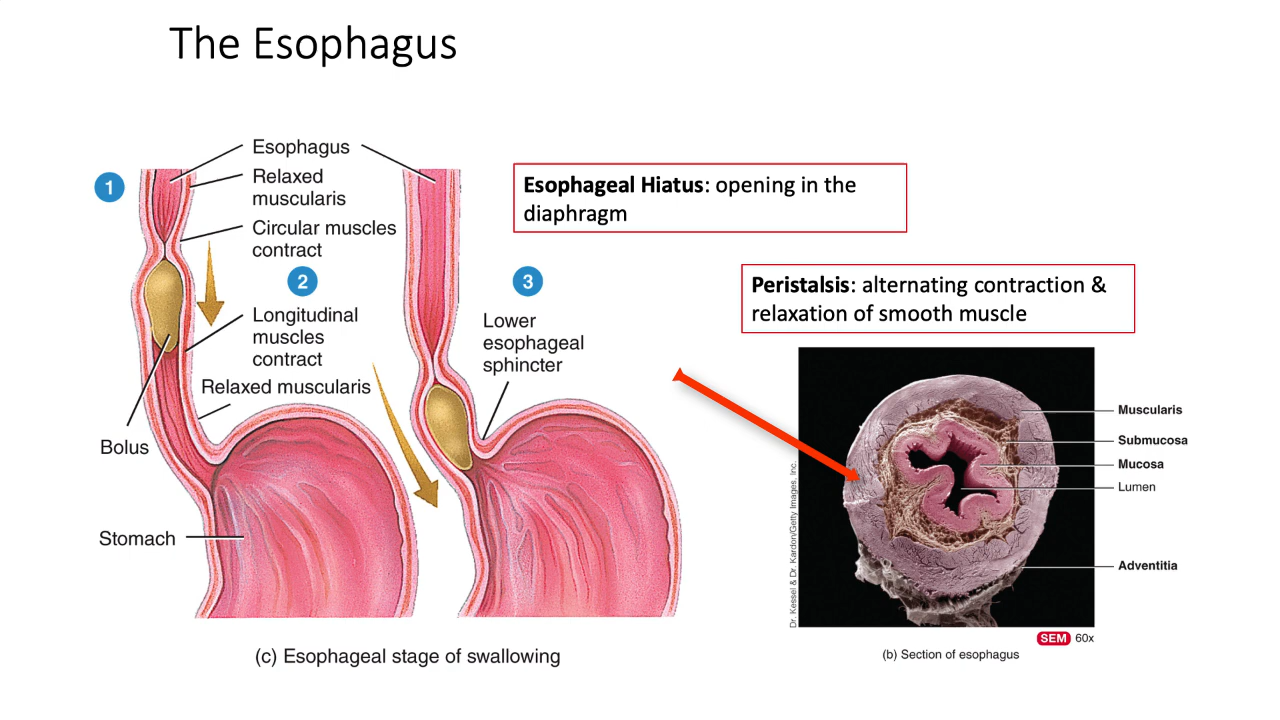 The Esophagus
Esophagus
1
Relaxed
muscularis
Circular muscles
contract
2
Longitudinal
muscles
contract
Relaxed muscularis
Bolus
Stomach
3
Lower
esophageal
sphincter
(c) Esophageal stage of swallowing
Esophageal Hiatus: opening in the
diaphragm
Peristalsis: alternating contraction &
relaxation of smooth muscle
Muscularis
Submucosa
Mucosa
Lumen
Adventitia
Dr. Kessel & Dr. Kardon/Getty Images, Inc.
SEM 60x
(b) Section of esophagus